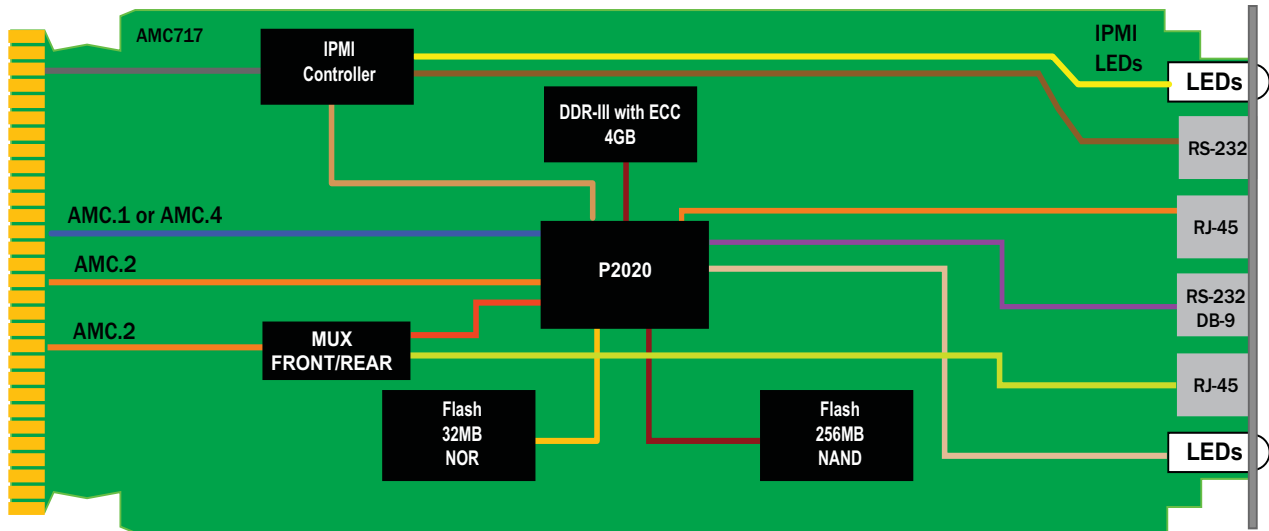 AMC717
IPMI
Controller
IPMI
LEDs
LEDs
DDR-III with ECC
4GB
RS-232
AMC.1 or AMC.4
RJ-45
P2020
AMC.2
RS-232
DB-9
AMC.2
MUX
FRONT/REAR
RJ-45
Flash
32MB
NOR
Flash
256MB
NAND
LEDs